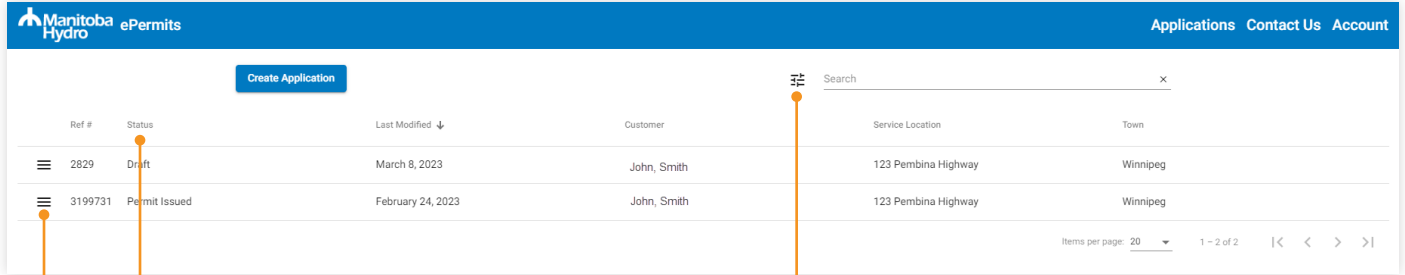 Manitoba Hydro ePermits Applications Contact Us Account
Create Application Search ×
Ref # Status Last Modified Customer Service Location Town
2829 Draft March 8, 2023 John, Smith 123 Pembina Highway Winnipeg
3199731 Permit Issued February 24, 2023 John, Smith 123 Pembina Highway Winnipeg
Items per page: 20 1 – 2 of 2